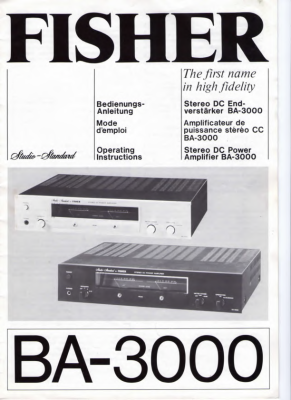 FISHER
The first name
in high fidelity
Bedienungs-
Anleitung
Stereo DC End-
verstärker BA-3000
Mode
d'emploi
Amplificateur de
puissance stéréo CC
BA-3000
Studio-Standard
Operating
Instructions
Stereo DC Power
Amplifier BA-3000
BA-3000